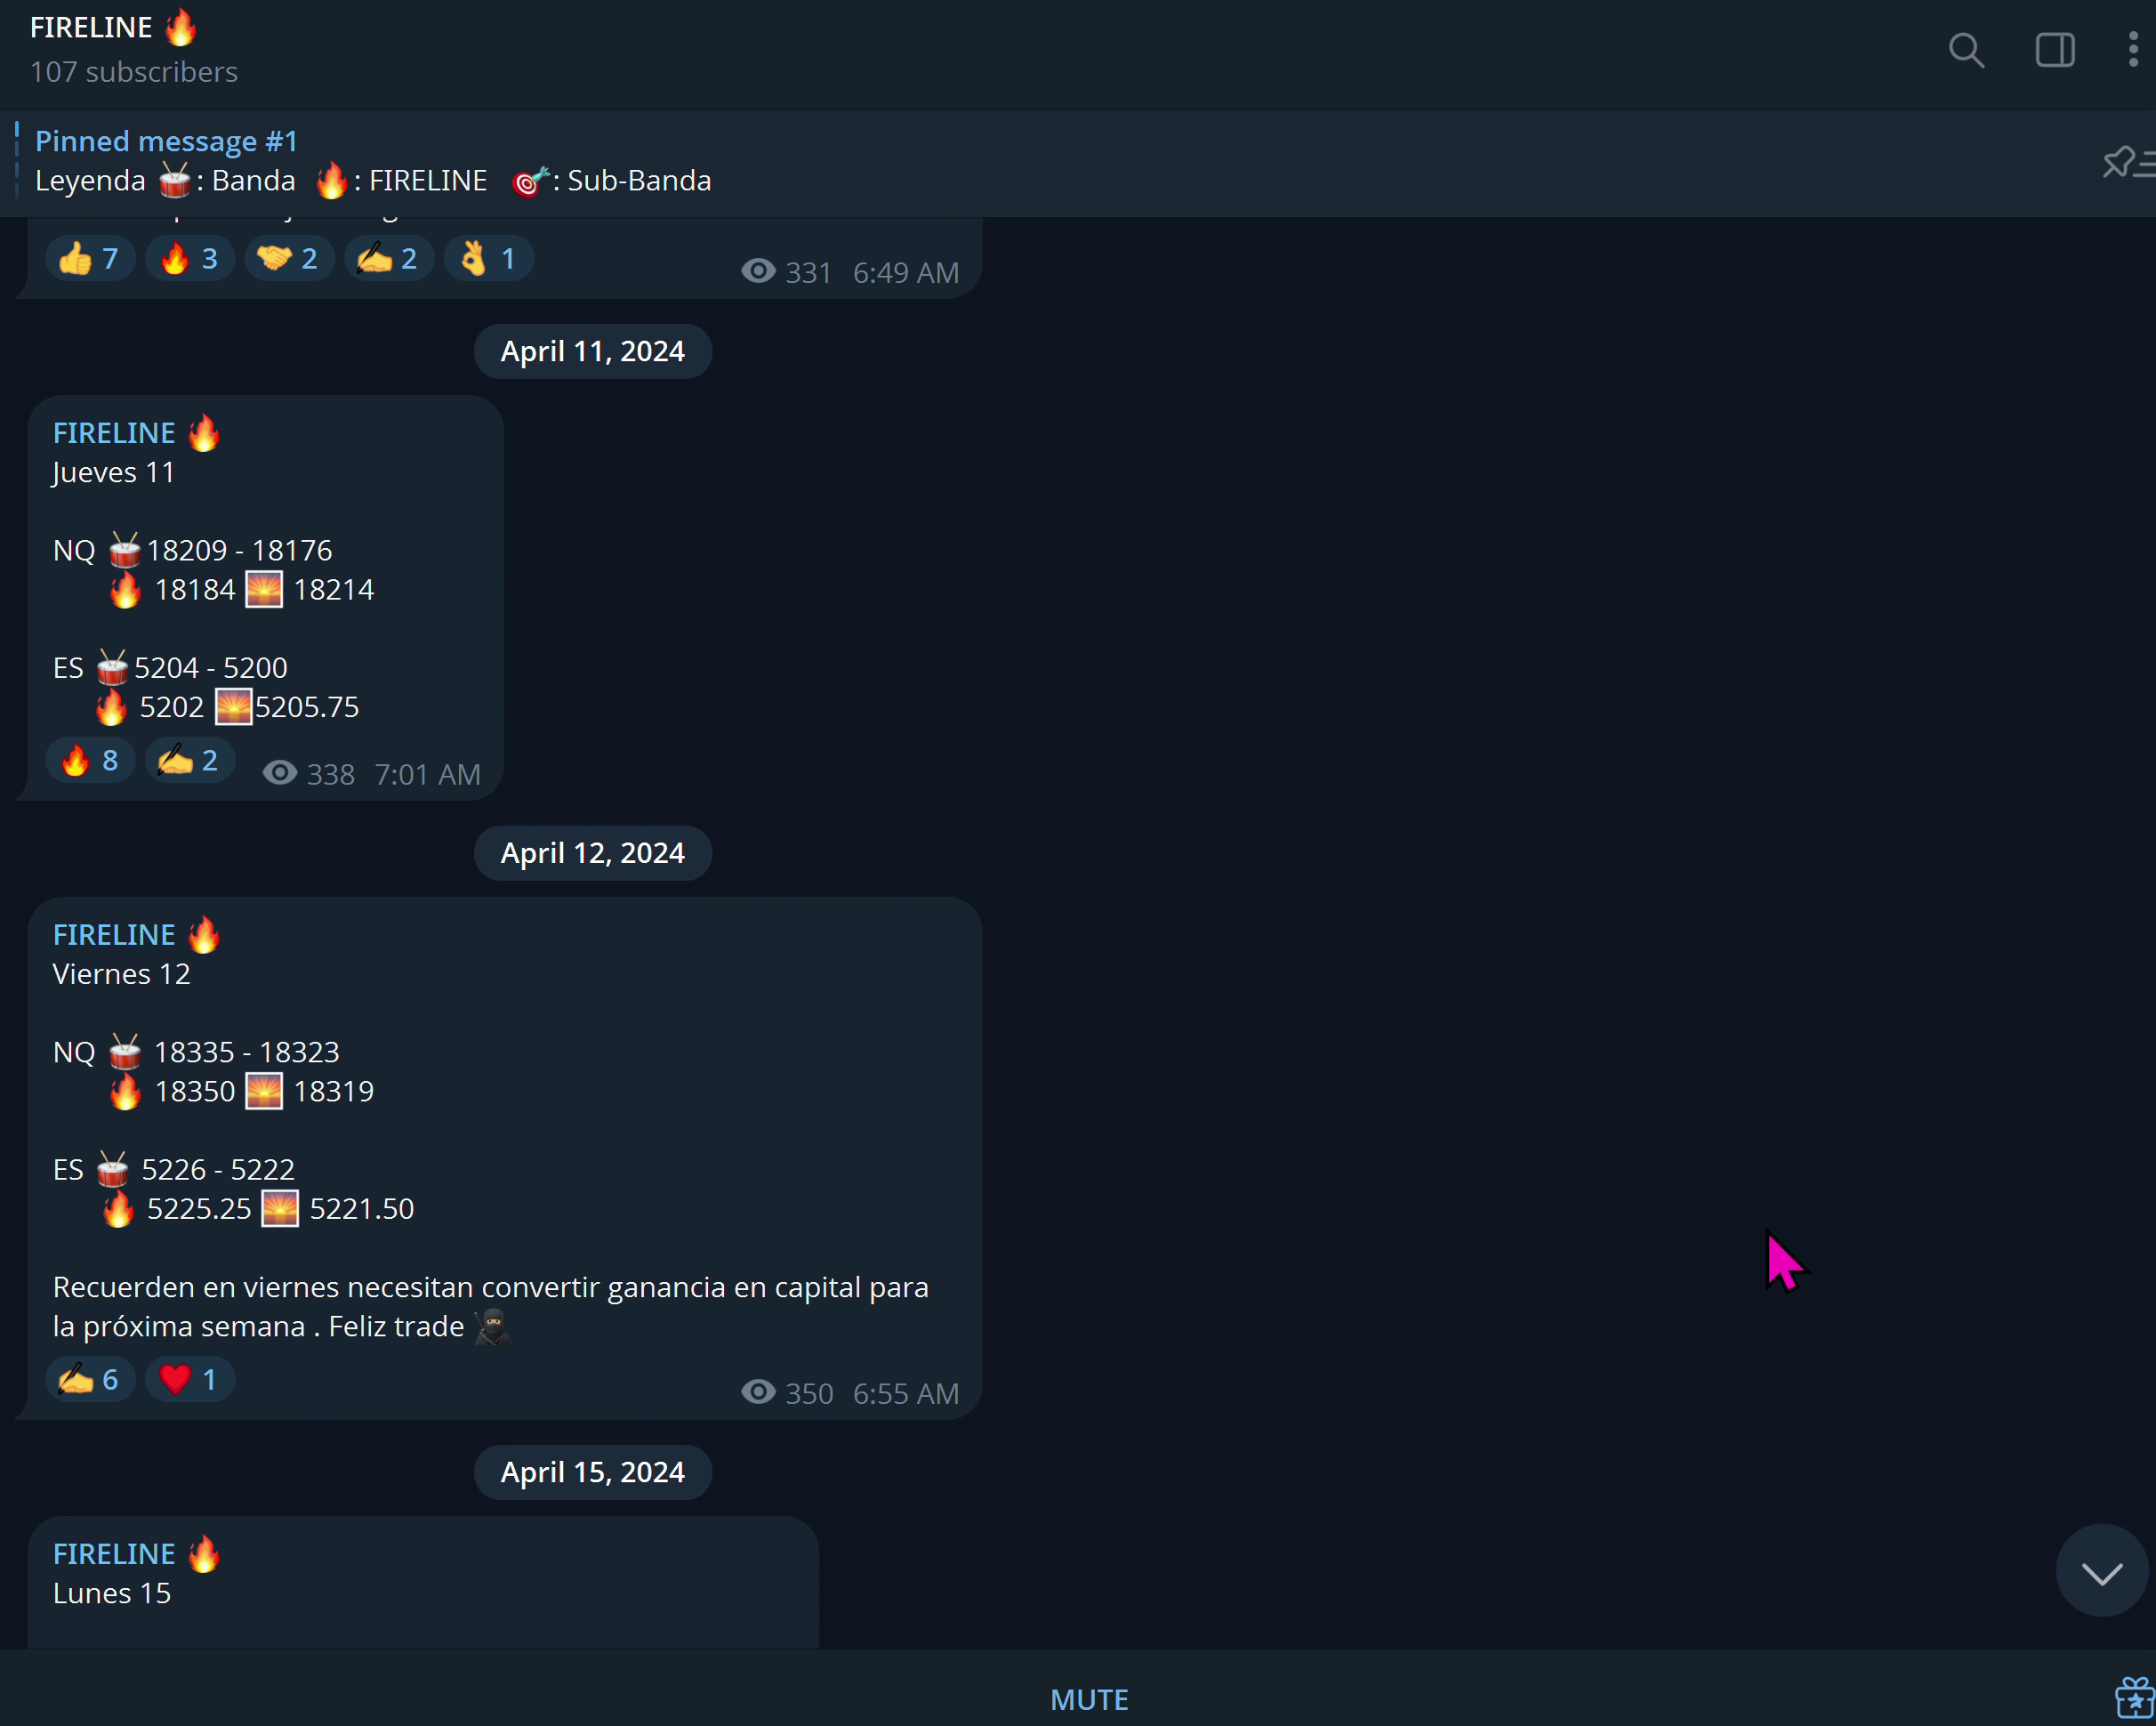 FIRELINE 🔥
107 subscribers
Pinned message #1
Leyenda 🥁: Banda 🔥: FIRELINE 🎯: Sub-Banda
👍 7 🔥 3 🤝 2 ✍️ 2 👌 1 331 6:49 AM
April 11, 2024
FIRELINE 🔥
Jueves 11
NQ 🥁18209 - 18176
🔥 18184 🌅 18214
ES 🥁5204 - 5200
🔥 5202 🌅5205.75
🔥 8 ✍️ 2 338 7:01 AM
April 12, 2024
FIRELINE 🔥
Viernes 12
NQ 🥁 18335 - 18323
🔥 18350 🌅 18319
ES 🥁 5226 - 5222
🔥 5225.25 🌅 5221.50
Recuerden en viernes necesitan convertir ganancia en capital para
la próxima semana . Feliz trade 🥷
✍️ 6 ❤️ 1 350 6:55 AM
April 15, 2024
FIRELINE 🔥
Lunes 15
MUTE